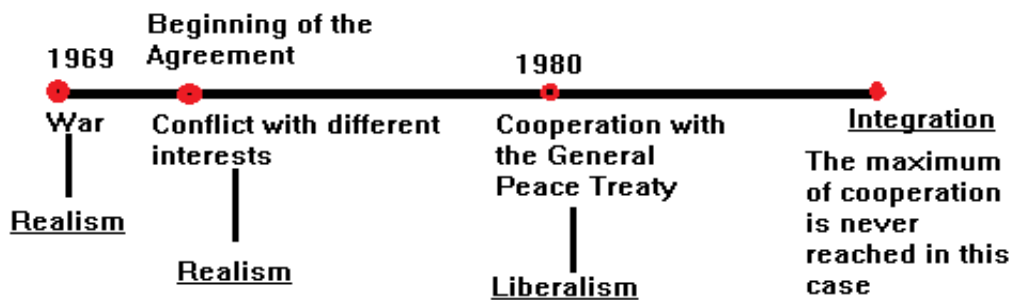 1969
War
Realism
Beginning of the
Agreement
Conflict with different
interests
Realism
1980
Cooperation with
the General
Peace Treaty
Liberalism
Integration
The maximum
of cooperation
is never
reached in this
case